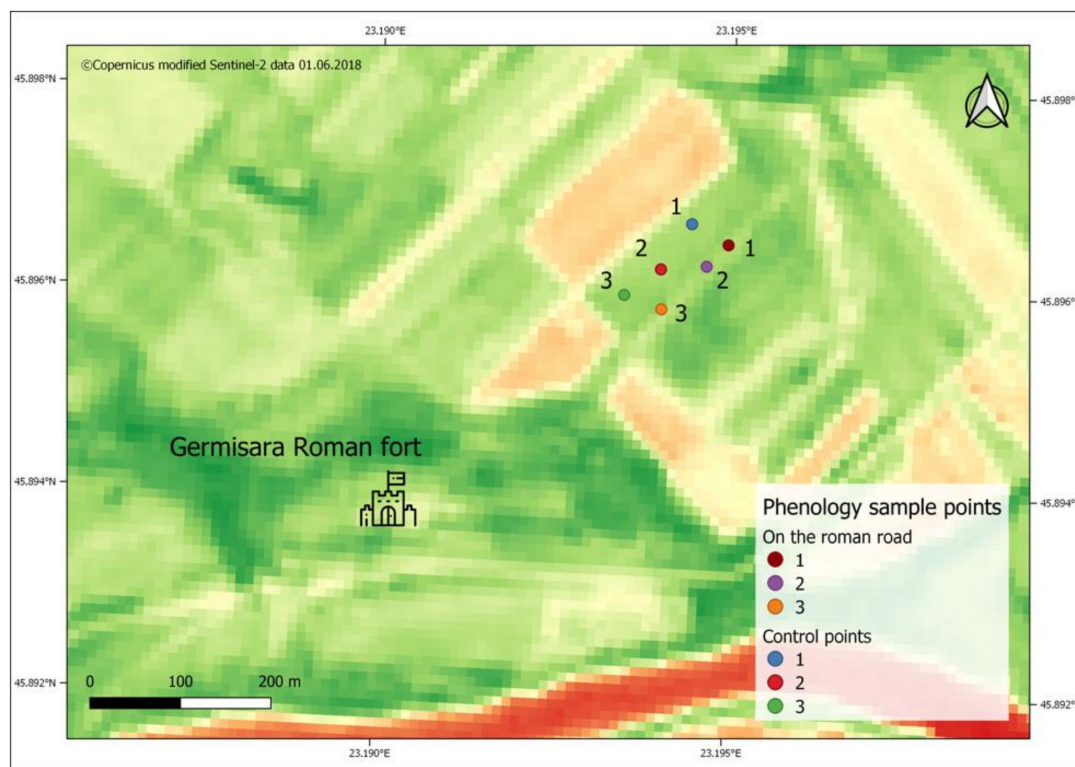 23.190°E 23.195°E
©Copernicus modified Sentinel-2 data 01.06.2018
45.898°N
45.898°N
1
2
1
3
2
3
45.896°N
45.896°N
Germisara Roman fort
45.894°N
45.894°N
Phenology sample points
On the roman road
1
2
3
Control points
1
2
3
0 100 200 m
45.892°N
45.892°N
23.190°E 23.195°E